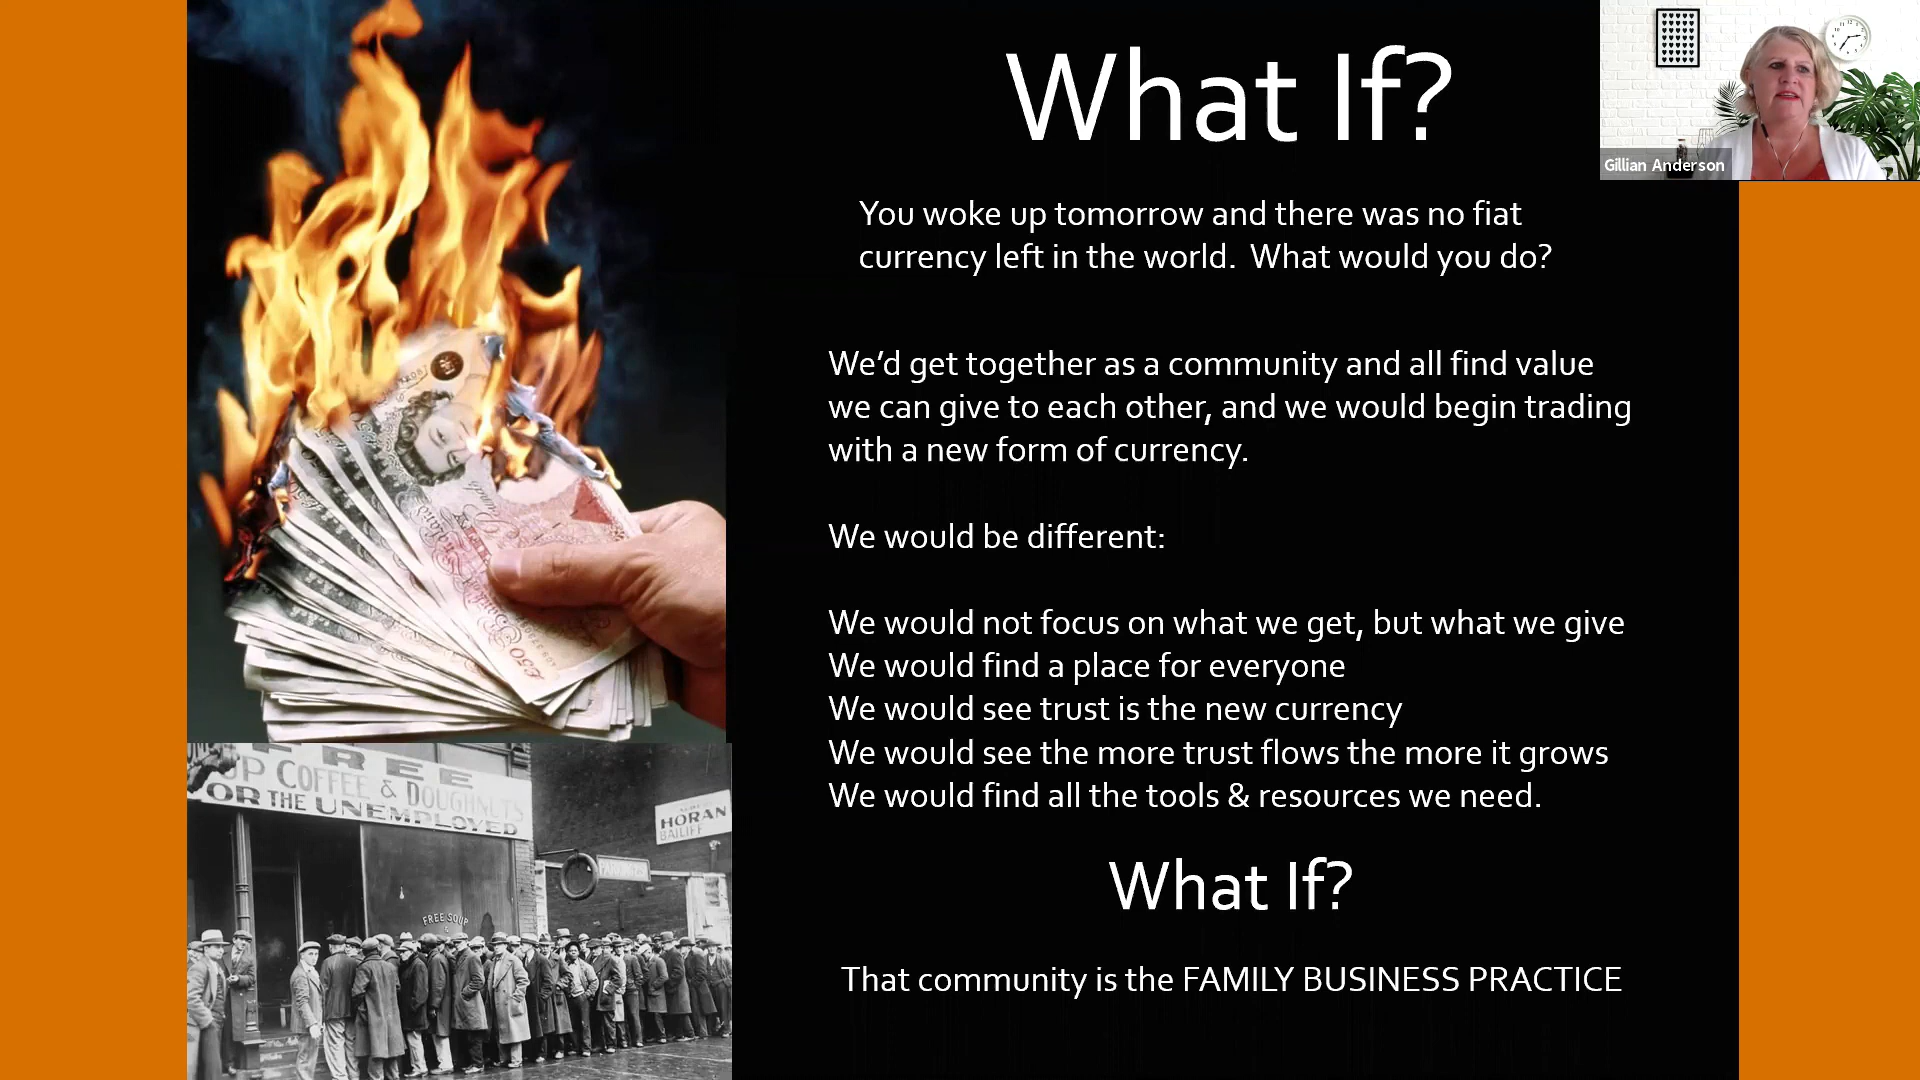 What If?
Gillian Anderson
You woke up tomorrow and there was no fiat
currency left in the world.  What would you do?
We’d get together as a community and all find value
we can give to each other, and we would begin trading
with a new form of currency.
We would be different:
We would not focus on what we get, but what we give
We would find a place for everyone
We would see trust is the new currency
We would see the more trust flows the more it grows
We would find all the tools & resources we need.
What If?
That community is the FAMILY BUSINESS PRACTICE
£50
FREE
COFFEE & DOUGHNUTS
OR THE UNEMPLOYED
HORAN
BAILIFF
FREE SOUP